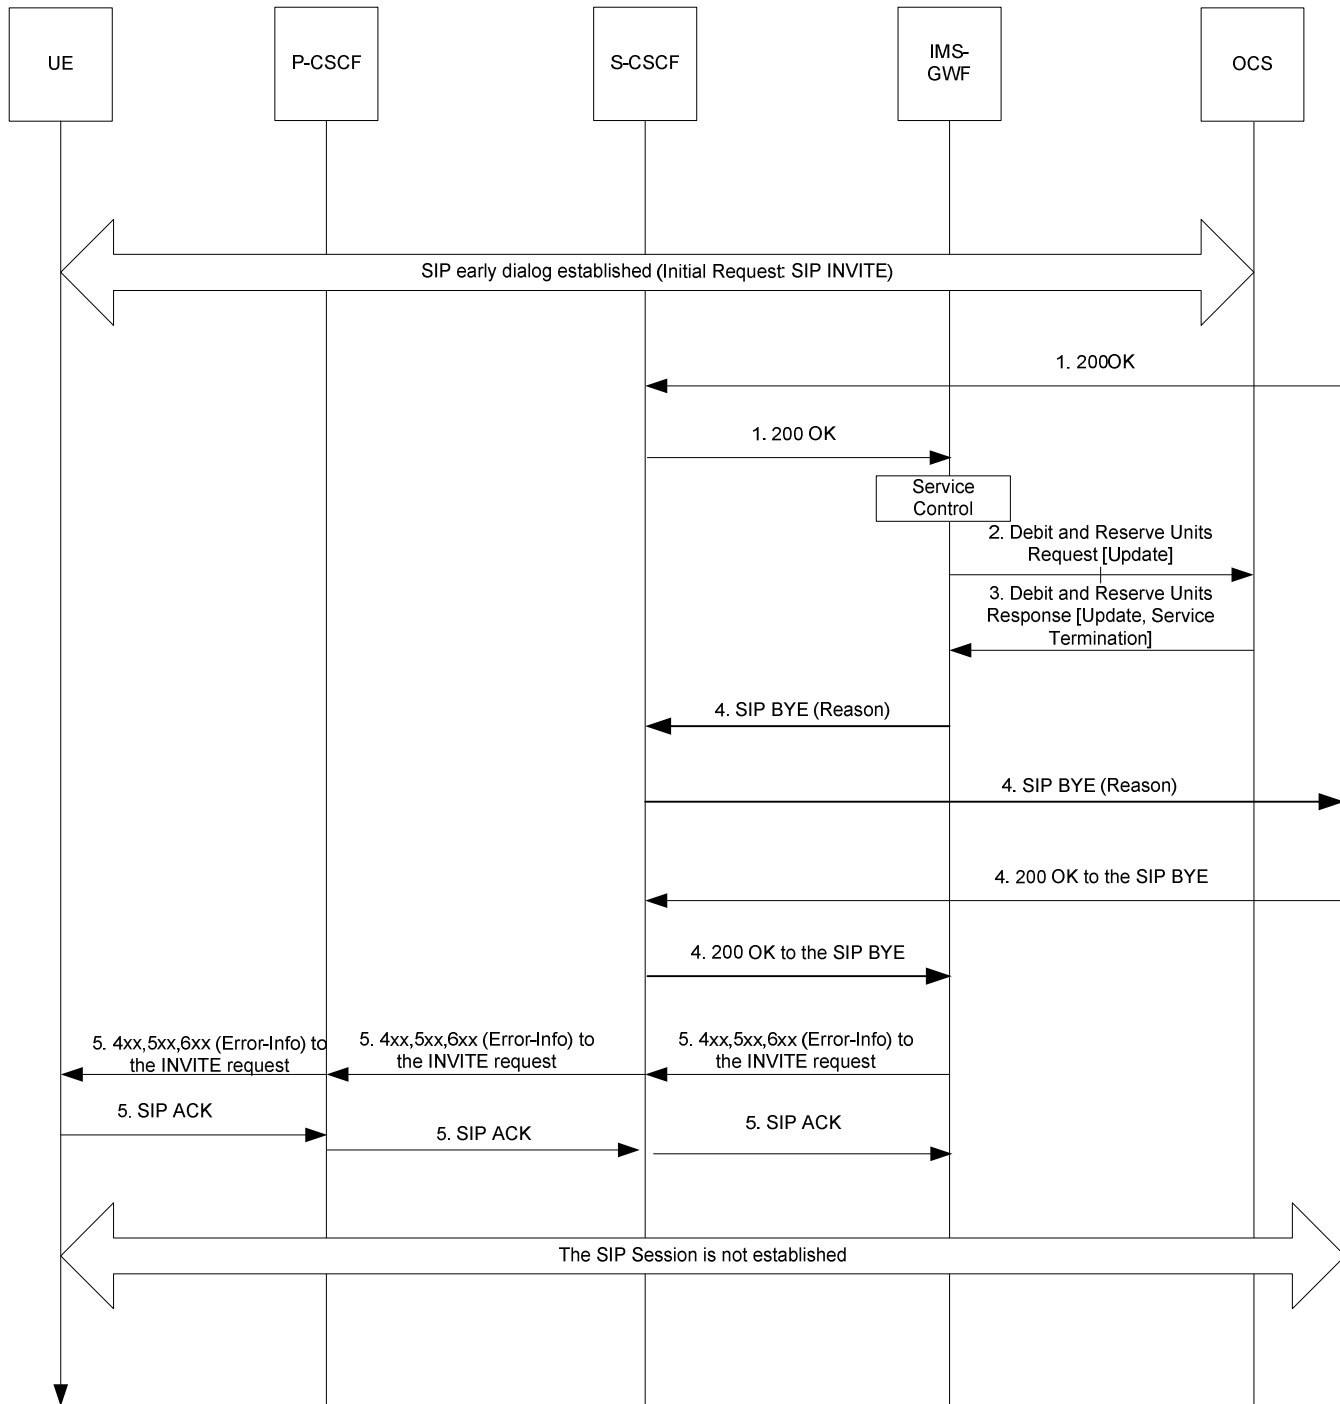 UE
P-CSCF
S-CSCF
IMS-
GWF
OCS
SIP early dialog established (Initial Request: SIP INVITE)
1. 200OK
1. 200 OK
Service
Control
2. Debit and Reserve Units
Request [Update]
3. Debit and Reserve Units
Response [Update, Service
Termination]
4. SIP BYE (Reason)
4. SIP BYE (Reason)
4. 200 OK to the SIP BYE
4. 200 OK to the SIP BYE
5. 4xx,5xx,6xx (Error-Info) to
the INVITE request
5. 4xx,5xx,6xx (Error-Info) to
the INVITE request
5. 4xx,5xx,6xx (Error-Info) to
the INVITE request
5. SIP ACK
5. SIP ACK
5. SIP ACK
The SIP Session is not established